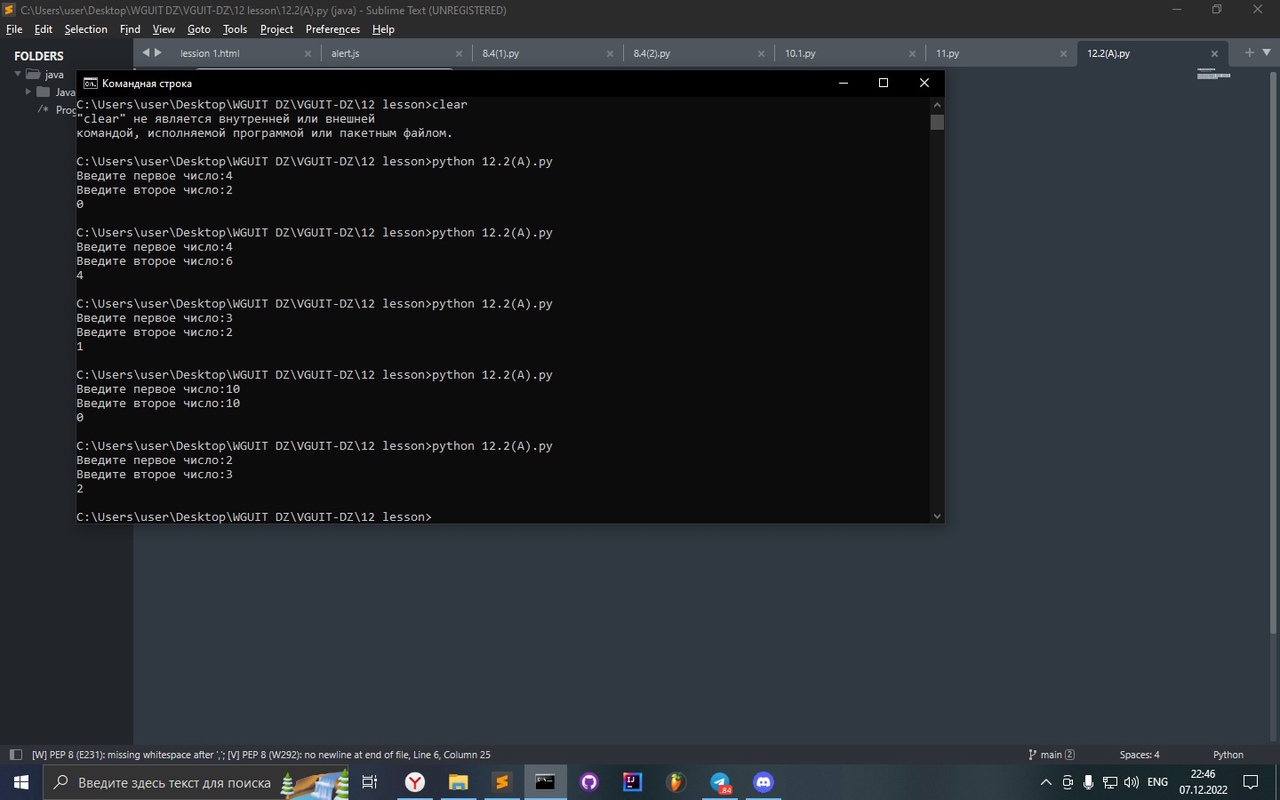 C:\Users\user\Desktop\WGUIT DZ\VGUIT-DZ\12 lesson\12.2(A).py (java) - Sublime Text (UNREGISTERED)
File Edit Selection Find View Goto Tools Project Preferences Help
FOLDERS
lession 1.html
alert.js
8.4(1).py
8.4(2).py
10.1.py
11.py
12.2(A).py
java
Java
Prog
Командная строка
C:\Users\user\Desktop\WGUIT DZ\VGUIT-DZ\12 lesson>clear
"clear" не является внутренней или внешней
командой, исполняемой программой или пакетным файлом.
C:\Users\user\Desktop\WGUIT DZ\VGUIT-DZ\12 lesson>python 12.2(A).py
Введите первое число:4
Введите второе число:2
0
C:\Users\user\Desktop\WGUIT DZ\VGUIT-DZ\12 lesson>python 12.2(A).py
Введите первое число:4
Введите второе число:6
4
C:\Users\user\Desktop\WGUIT DZ\VGUIT-DZ\12 lesson>python 12.2(A).py
Введите первое число:3
Введите второе число:2
1
C:\Users\user\Desktop\WGUIT DZ\VGUIT-DZ\12 lesson>python 12.2(A).py
Введите первое число:10
Введите второе число:10
0
C:\Users\user\Desktop\WGUIT DZ\VGUIT-DZ\12 lesson>python 12.2(A).py
Введите первое число:2
Введите второе число:3
2
C:\Users\user\Desktop\WGUIT DZ\VGUIT-DZ\12 lesson>
[W] PEP 8 (E231): missing whitespace after ','; [V] PEP 8 (W292): no newline at end of file, Line 6, Column 25
main 2
Spaces: 4
Python
Введите здесь текст для поиска
84
ENG
22:46
07.12.2022